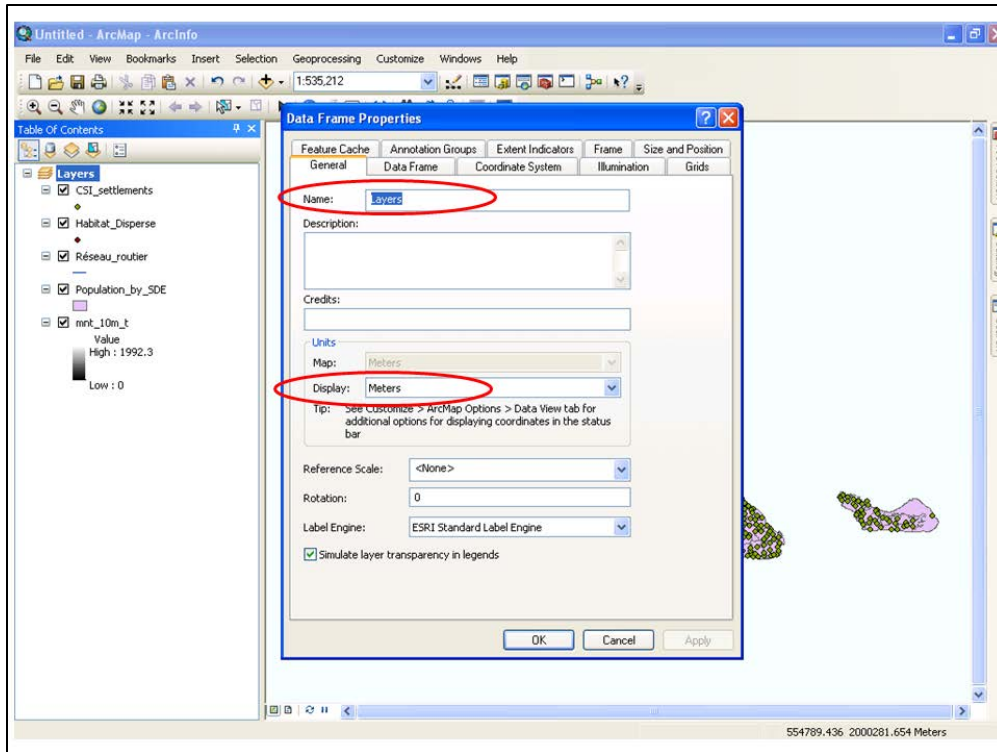 Untitled - ArcMap - ArcInfo
File Edit View Bookmarks Insert Selection Geoprocessing Customize Windows Help
1:535,212
Table Of Contents
Layers
CSI_settlements
Habitat_Disperse
Réseau_routier
Population_by_SDE
mnt_10m_t
Value
High : 1992.3
Low : 0
Data Frame Properties
Feature Cache Annotation Groups Extent Indicators Frame Size and Position
General Data Frame Coordinate System Illumination Grids
Name: Layers
Description:
Credits:
Units
Map: Meters
Display: Meters
Tip: See Customize > ArcMap Options > Data View tab for
additional options for displaying coordinates in the status
bar
Reference Scale: <None>
Rotation: 0
Label Engine: ESRI Standard Label Engine
Simulate layer transparency in legends
OK Cancel Apply
554789.436 2000281.654 Meters